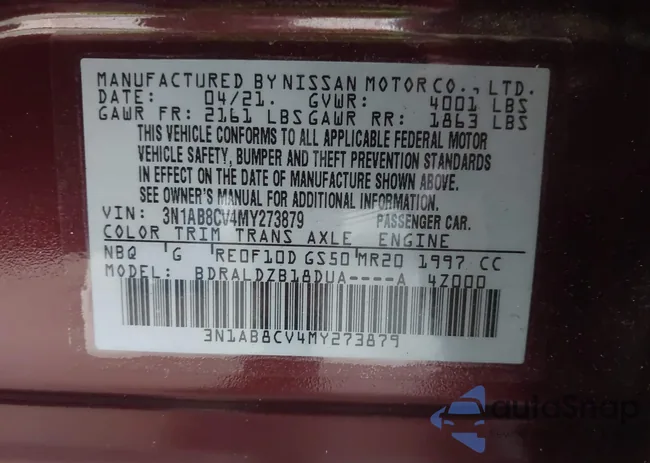 MANUFACTURED BY NISSAN MOTOR CO., LTD.
DATE: 04/21. GVWR: 4001 LBS
GAWR FR: 2161 LBS GAWR RR: 1863 LBS
THIS VEHICLE CONFORMS TO ALL APPLICABLE FEDERAL MOTOR
VEHICLE SAFETY, BUMPER AND THEFT PREVENTION STANDARDS
IN EFFECT ON THE DATE OF MANUFACTURE SHOWN ABOVE.
SEE OWNER'S MANUAL FOR ADDITIONAL INFORMATION.
VIN: 3N1AB8CV4MY273879 PASSENGER CAR.
COLOR TRIM TRANS AXLE ENGINE
NBQ G RE0F10D GS50 MR20 1997 CC
MODEL: BDRALDZB18DUA----A 4Z000
3N1AB8CV4MY273879
autoSnap